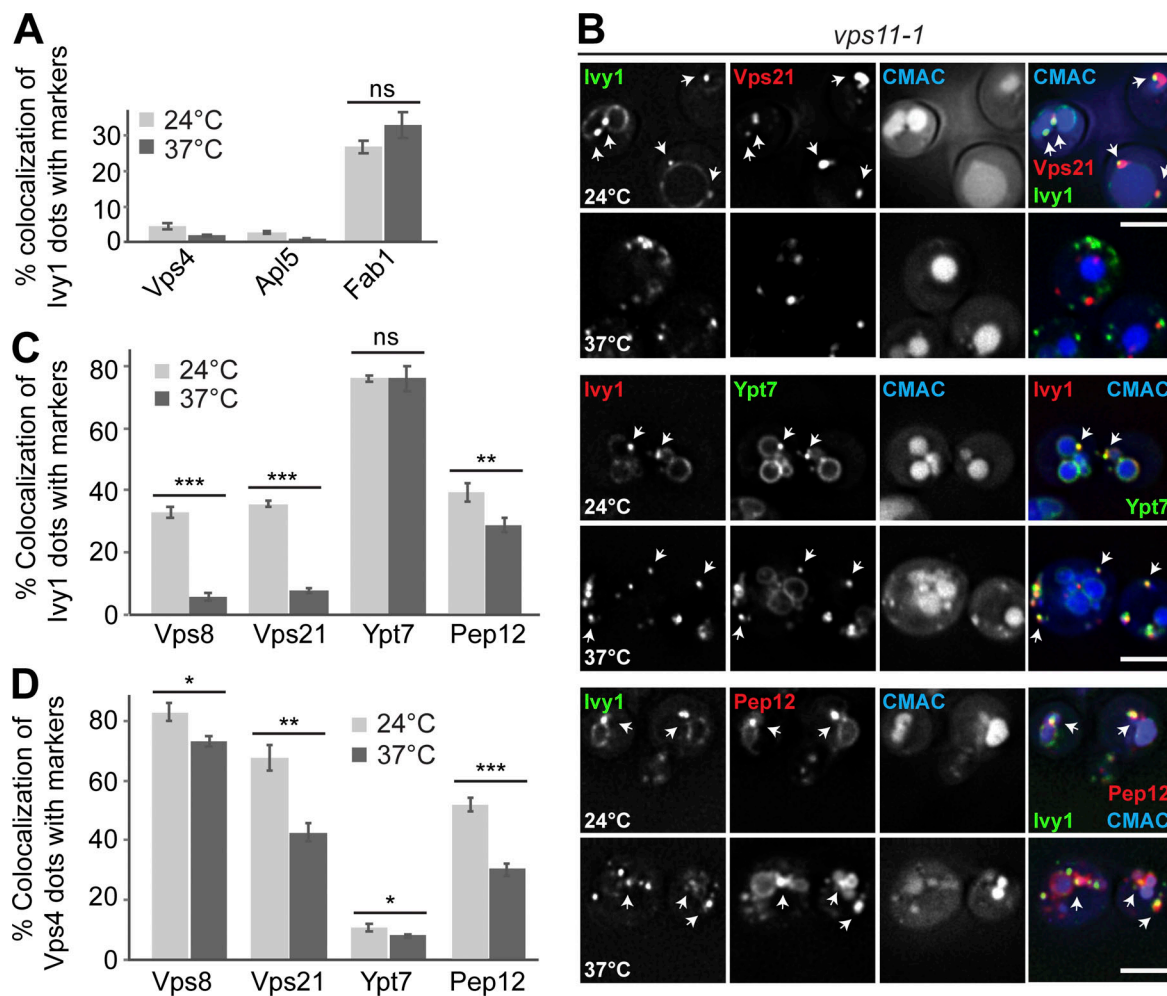 A
% colocalization of
Ivy1 dots with markers
24°C
37°C
ns
30
20
10
0
Vps4
Apl5
Fab1
C
% Colocalization of
Ivy1 dots with markers
24°C
37°C
80
60
40
20
0
***
***
ns
**
Vps8
Vps21
Ypt7
Pep12
D
% Colocalization of
Vps4 dots with markers
24°C
37°C
80
60
40
20
0
*
**
*
***
Vps8
Vps21
Ypt7
Pep12
B
vps11-1
Ivy1
Vps21
CMAC
CMAC
Vps21
Ivy1
24°C
37°C
Ivy1
Ypt7
CMAC
Ivy1 CMAC
Ypt7
24°C
37°C
Ivy1
Pep12
CMAC
Pep12
Ivy1 CMAC
24°C
37°C